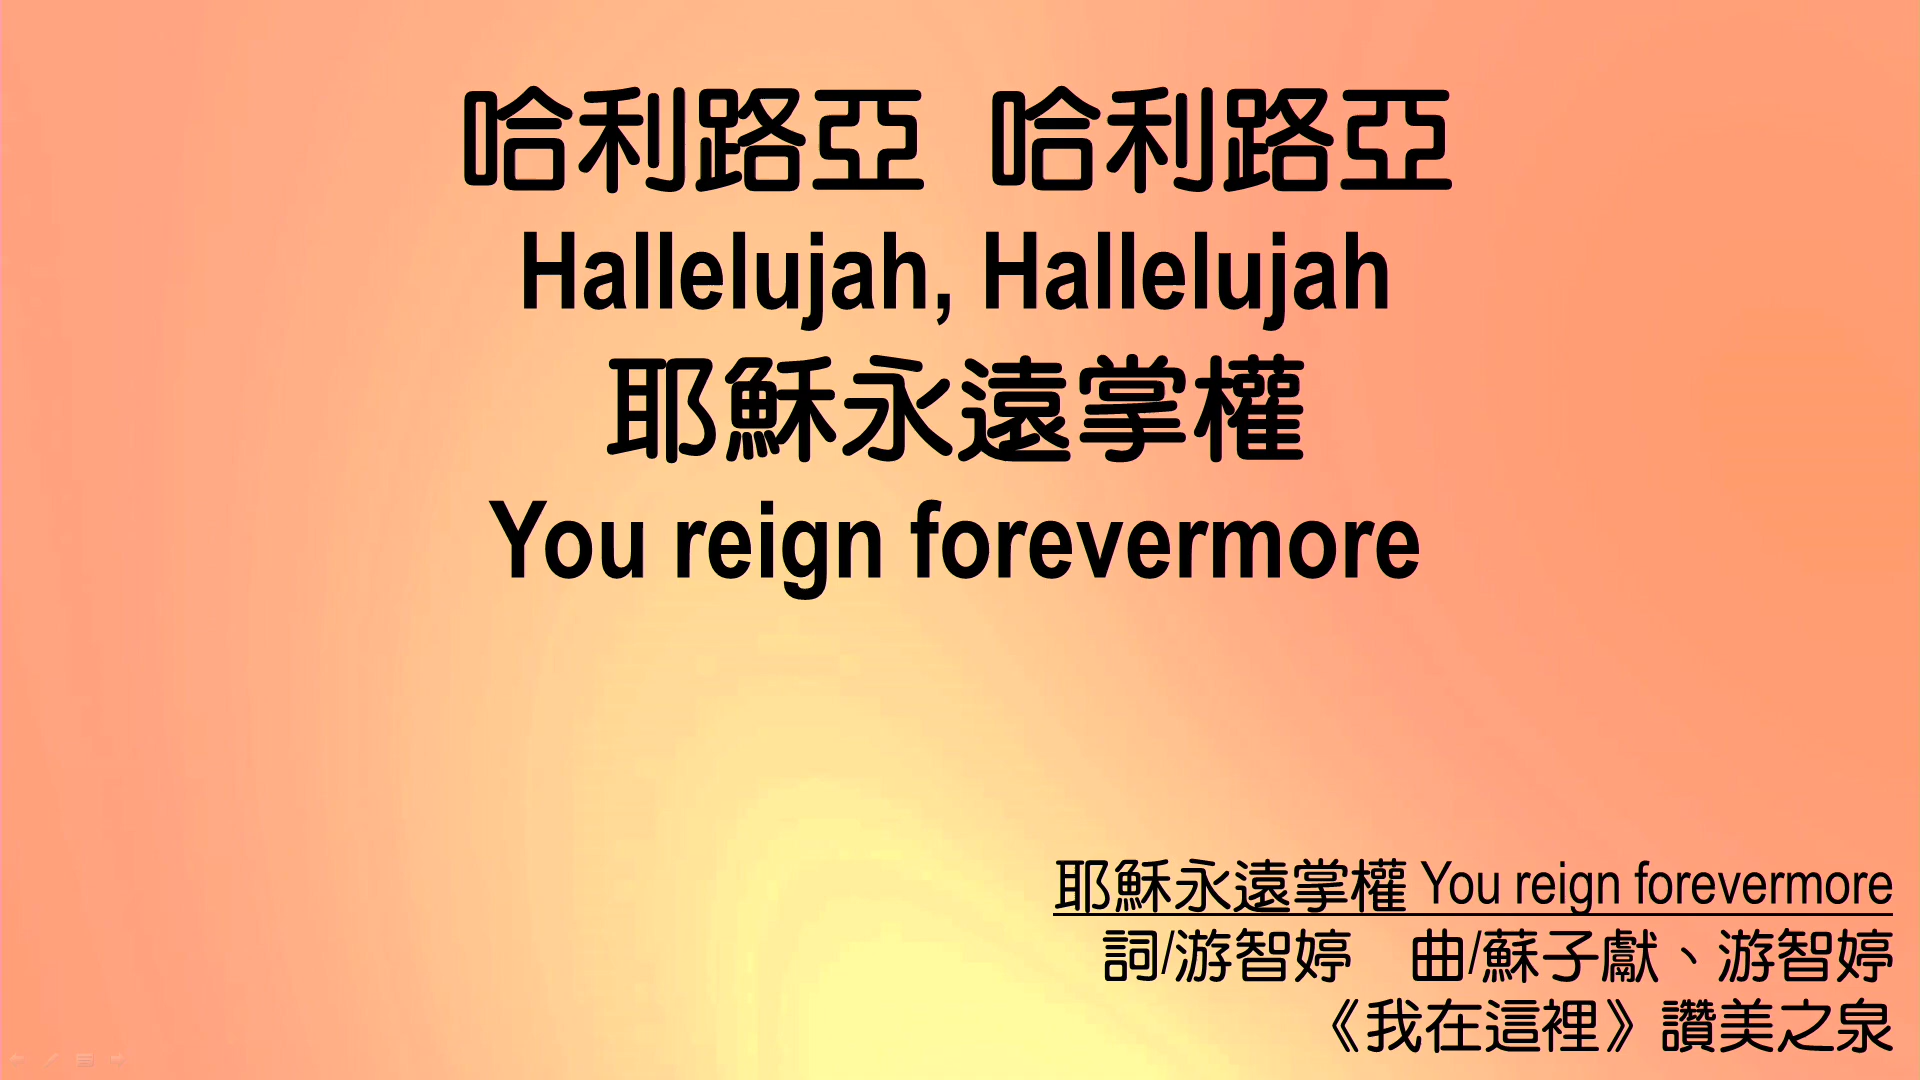 哈利路亞 哈利路亞
Hallelujah, Hallelujah
耶穌永遠掌權
You reign forevermore
耶穌永遠掌權 You reign forevermore
詞/游智婷　曲/蘇子獻、游智婷
《我在這裡》讚美之泉